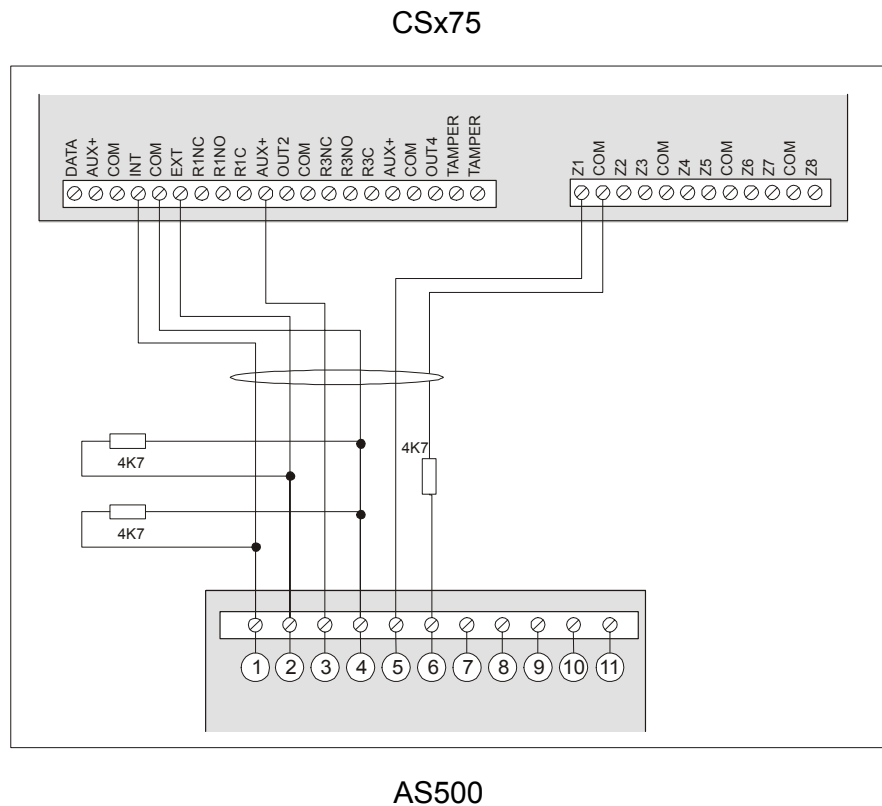 CSx75
DATA
AUX+
COM
INT
COM
EXT
R1NC
R1NO
R1C
AUX+
OUT2
COM
R3NC
R3NO
R3C
AUX+
COM
OUT4
TAMPER
TAMPER
Z1
COM
Z2
Z3
COM
Z4
Z5
COM
Z6
Z7
COM
Z8
4K7
4K7
4K7
1 2 3 4 5 6 7 8 9 10 11
AS500